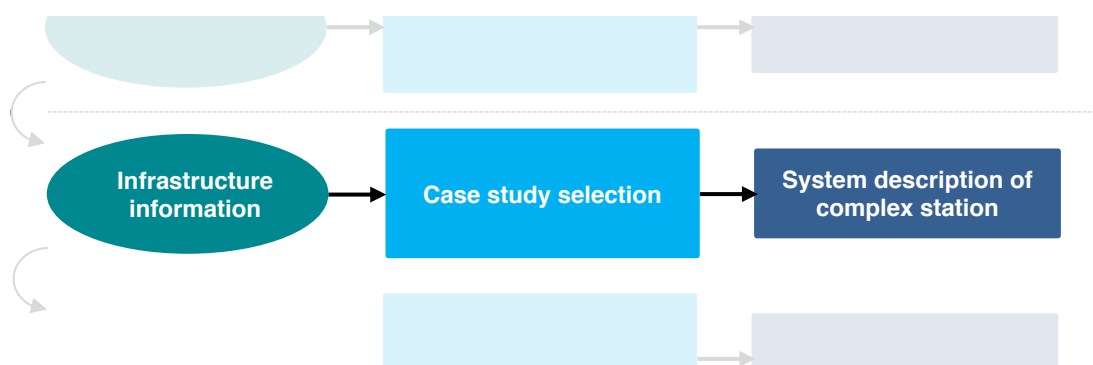 Infrastructure
information
Case study selection
System description of
complex station